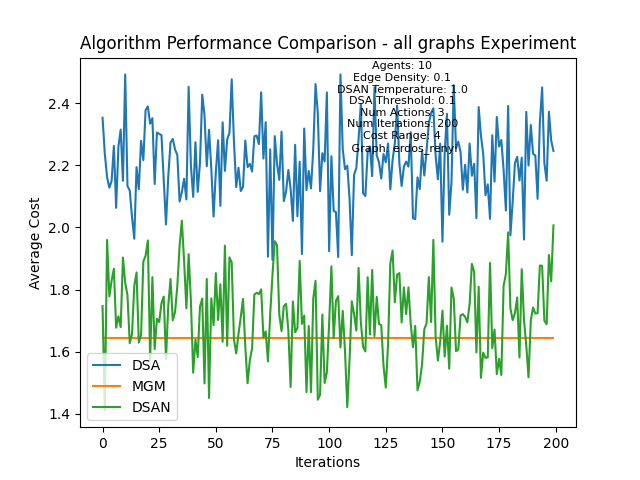 Algorithm Performance Comparison - all graphs Experiment
Agents: 10
Edge Density: 0.1
DSAN Temperature: 1.0
DSA Threshold: 0.1
Num Actions: 3
Num Iterations: 200
Cost Range: 4
Graph: erdos_renyi
2.4
2.2
2.0
1.8
1.6
1.4
Average Cost
DSA
MGM
DSAN
0
25
50
75
100
125
150
175
200
Iterations